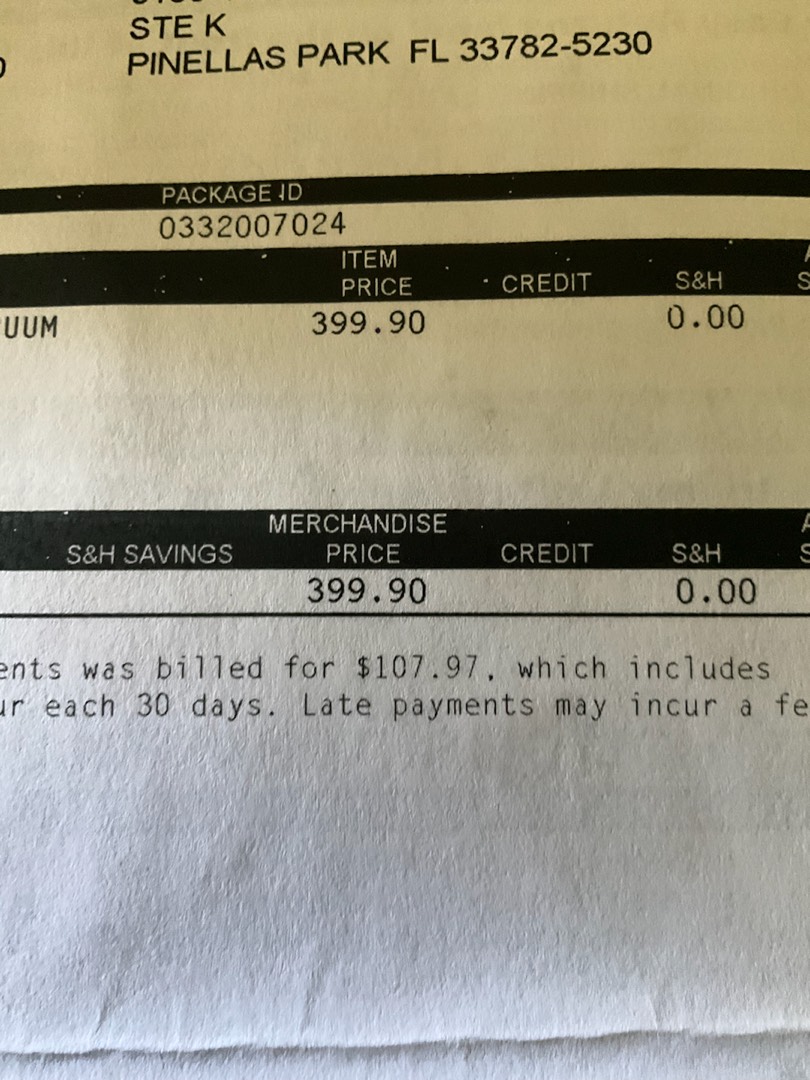 STE K
PINELLAS PARK FL 33782-5230
PACKAGE ID
0332007024
ITEM
PRICE CREDIT S&H
UUM 399.90 0.00
MERCHANDISE
S&H SAVINGS PRICE CREDIT S&H
399.90 0.00
ents was billed for $107.97, which includes
ur each 30 days. Late payments may incur a fe